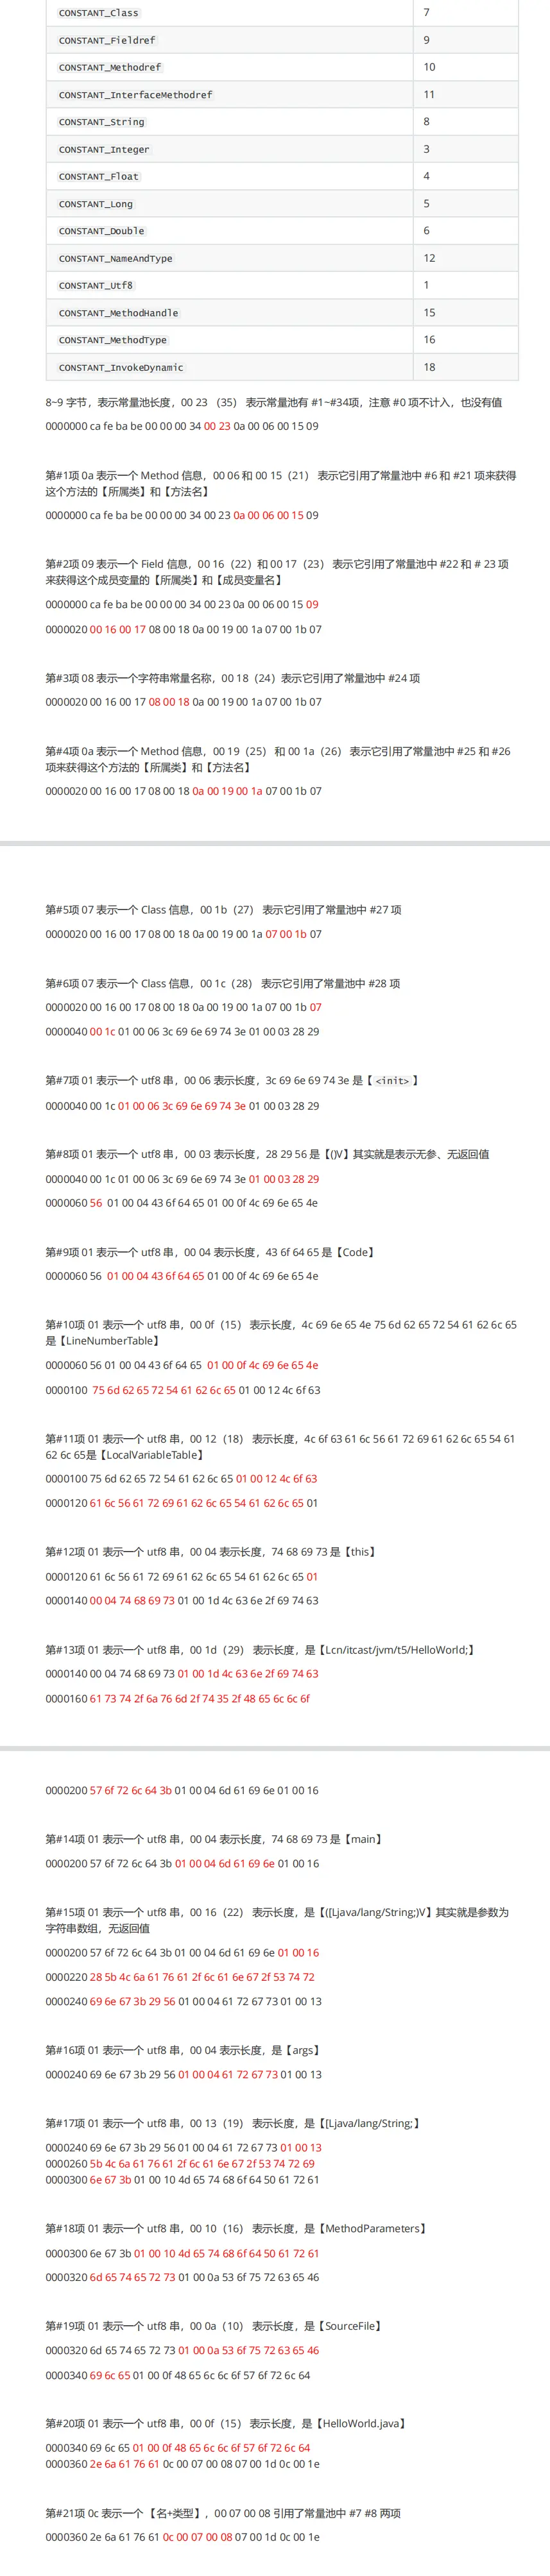 CONSTANT_Class 7
CONSTANT_Fieldref 9
CONSTANT_Methodref 10
CONSTANT_InterfaceMethodref 11
CONSTANT_String 8
CONSTANT_Integer 3
CONSTANT_Float 4
CONSTANT_Long 5
CONSTANT_Double 6
CONSTANT_NameAndType 12
CONSTANT_Utf8 1
CONSTANT_MethodHandle 15
CONSTANT_MethodType 16
CONSTANT_InvokeDynamic 18
8~9 字节，表示常量池长度，00 23 （35） 表示常量池有 #1~#34项，注意 #0 项不计入，也没有值
0000000 ca fe ba be 00 00 00 34 00 23 0a 00 06 00 15 09
第#1项 0a 表示一个 Method 信息，00 06 和 00 15（21） 表示它引用了常量池中 #6 和 #21 项来获得
这个方法的【所属类】和【方法名】
0000000 ca fe ba be 00 00 00 34 00 23 0a 00 06 00 15 09
第#2项 09 表示一个 Field 信息，00 16（22）和 00 17（23） 表示它引用了常量池中 #22 和 # 23 项
来获得这个成员变量的【所属类】和【成员变量名】
0000000 ca fe ba be 00 00 00 34 00 23 0a 00 06 00 15 09
0000020 00 16 00 17 08 00 18 0a 00 19 00 1a 07 00 1b 07
第#3项 08 表示一个字符串常量名称，00 18（24）表示它引用了常量池中 #24 项
0000020 00 16 00 17 08 00 18 0a 00 19 00 1a 07 00 1b 07
第#4项 0a 表示一个 Method 信息，00 19（25） 和 00 1a（26） 表示它引用了常量池中 #25 和 #26
项来获得这个方法的【所属类】和【方法名】
0000020 00 16 00 17 08 00 18 0a 00 19 00 1a 07 00 1b 07
第#5项 07 表示一个 Class 信息，00 1b（27） 表示它引用了常量池中 #27 项
0000020 00 16 00 17 08 00 18 0a 00 19 00 1a 07 00 1b 07
第#6项 07 表示一个 Class 信息，00 1c（28） 表示它引用了常量池中 #28 项
0000020 00 16 00 17 08 00 18 0a 00 19 00 1a 07 00 1b 07
0000040 00 1c 01 00 06 3c 69 6e 69 74 3e 01 00 03 28 29
第#7项 01 表示一个 utf8 串，00 06 表示长度，3c 69 6e 69 74 3e 是【 <init> 】
0000040 00 1c 01 00 06 3c 69 6e 69 74 3e 01 00 03 28 29
第#8项 01 表示一个 utf8 串，00 03 表示长度，28 29 56 是【()V】其实就是表示无参、无返回值
0000040 00 1c 01 00 06 3c 69 6e 69 74 3e 01 00 03 28 29
0000060 56 01 00 04 43 6f 64 65 01 00 0f 4c 69 6e 65 4e
第#9项 01 表示一个 utf8 串，00 04 表示长度，43 6f 64 65 是【Code】
0000060 56 01 00 04 43 6f 64 65 01 00 0f 4c 69 6e 65 4e
第#10项 01 表示一个 utf8 串，00 0f（15） 表示长度，4c 69 6e 65 4e 75 6d 62 65 72 54 61 62 6c 65
是【LineNumberTable】
0000060 56 01 00 04 43 6f 64 65 01 00 0f 4c 69 6e 65 4e
0000100 75 6d 62 65 72 54 61 62 6c 65 01 00 12 4c 6f 63
第#11项 01 表示一个 utf8 串，00 12（18） 表示长度，4c 6f 63 61 6c 56 61 72 69 61 62 6c 65 54 61
62 6c 65是【LocalVariableTable】
0000100 75 6d 62 65 72 54 61 62 6c 65 01 00 12 4c 6f 63
0000120 61 6c 56 61 72 69 61 62 6c 65 54 61 62 6c 65 01
第#12项 01 表示一个 utf8 串，00 04 表示长度，74 68 69 73 是【this】
0000120 61 6c 56 61 72 69 61 62 6c 65 54 61 62 6c 65 01
0000140 00 04 74 68 69 73 01 00 1d 4c 63 6e 2f 69 74 63
第#13项 01 表示一个 utf8 串，00 1d（29） 表示长度，是【Lcn/itcast/jvm/t5/HelloWorld;】
0000140 00 04 74 68 69 73 01 00 1d 4c 63 6e 2f 69 74 63
0000160 61 73 74 2f 6a 76 6d 2f 74 35 2f 48 65 6c 6c 6f
0000200 57 6f 72 6c 64 3b 01 00 04 6d 61 69 6e 01 00 16
第#14项 01 表示一个 utf8 串，00 04 表示长度，74 68 69 73 是【main】
0000200 57 6f 72 6c 64 3b 01 00 04 6d 61 69 6e 01 00 16
第#15项 01 表示一个 utf8 串，00 16（22） 表示长度，是【([Ljava/lang/String;)V】其实就是参数为
字符串数组，无返回值
0000200 57 6f 72 6c 64 3b 01 00 04 6d 61 69 6e 01 00 16
0000220 28 5b 4c 6a 61 76 61 2f 6c 61 6e 67 2f 53 74 72
0000240 69 6e 67 3b 29 56 01 00 04 61 72 67 73 01 00 13
第#16项 01 表示一个 utf8 串，00 04 表示长度，是【args】
0000240 69 6e 67 3b 29 56 01 00 04 61 72 67 73 01 00 13
第#17项 01 表示一个 utf8 串，00 13（19） 表示长度，是【[Ljava/lang/String;】
0000240 69 6e 67 3b 29 56 01 00 04 61 72 67 73 01 00 13
0000260 5b 4c 6a 61 76 61 2f 6c 61 6e 67 2f 53 74 72 69
0000300 6e 67 3b 01 00 10 4d 65 74 68 6f 64 50 61 72 61
第#18项 01 表示一个 utf8 串，00 10（16） 表示长度，是【MethodParameters】
0000300 6e 67 3b 01 00 10 4d 65 74 68 6f 64 50 61 72 61
0000320 6d 65 74 65 72 73 01 00 0a 53 6f 75 72 63 65 46
第#19项 01 表示一个 utf8 串，00 0a（10） 表示长度，是【SourceFile】
0000320 6d 65 74 65 72 73 01 00 0a 53 6f 75 72 63 65 46
0000340 69 6c 65 01 00 0f 48 65 6c 6c 6f 57 6f 72 6c 64
第#20项 01 表示一个 utf8 串，00 0f（15） 表示长度，是【HelloWorld.java】
0000340 69 6c 65 01 00 0f 48 65 6c 6c 6f 57 6f 72 6c 64
0000360 2e 6a 61 76 61 0c 00 07 00 08 07 00 1d 0c 00 1e
第#21项 0c 表示一个 【名+类型】，00 07 00 08 引用了常量池中 #7 #8 两项
0000360 2e 6a 61 76 61 0c 00 07 00 08 07 00 1d 0c 00 1e